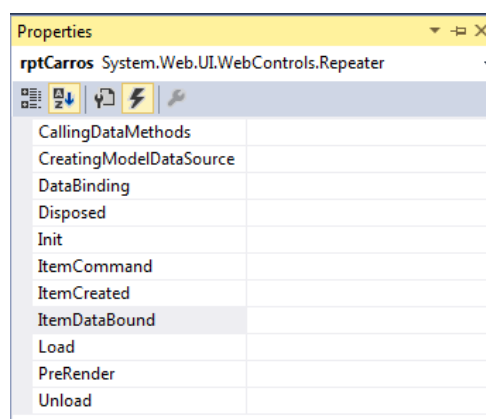 Properties
rptCarros System.Web.UI.WebControls.Repeater
CallingDataMethods
CreatingModelDataSource
DataBinding
Disposed
Init
ItemCommand
ItemCreated
ItemDataBound
Load
PreRender
Unload